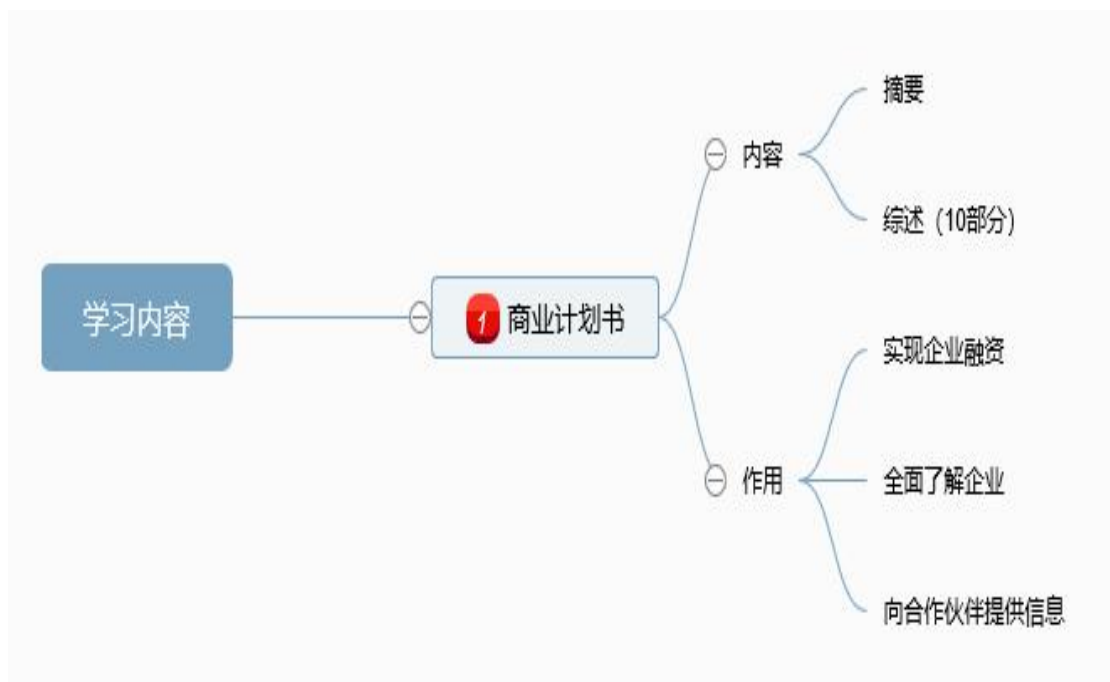 学习内容
1 商业计划书
内容
摘要
综述（10部分）
作用
实现企业融资
全面了解企业
向合作伙伴提供信息